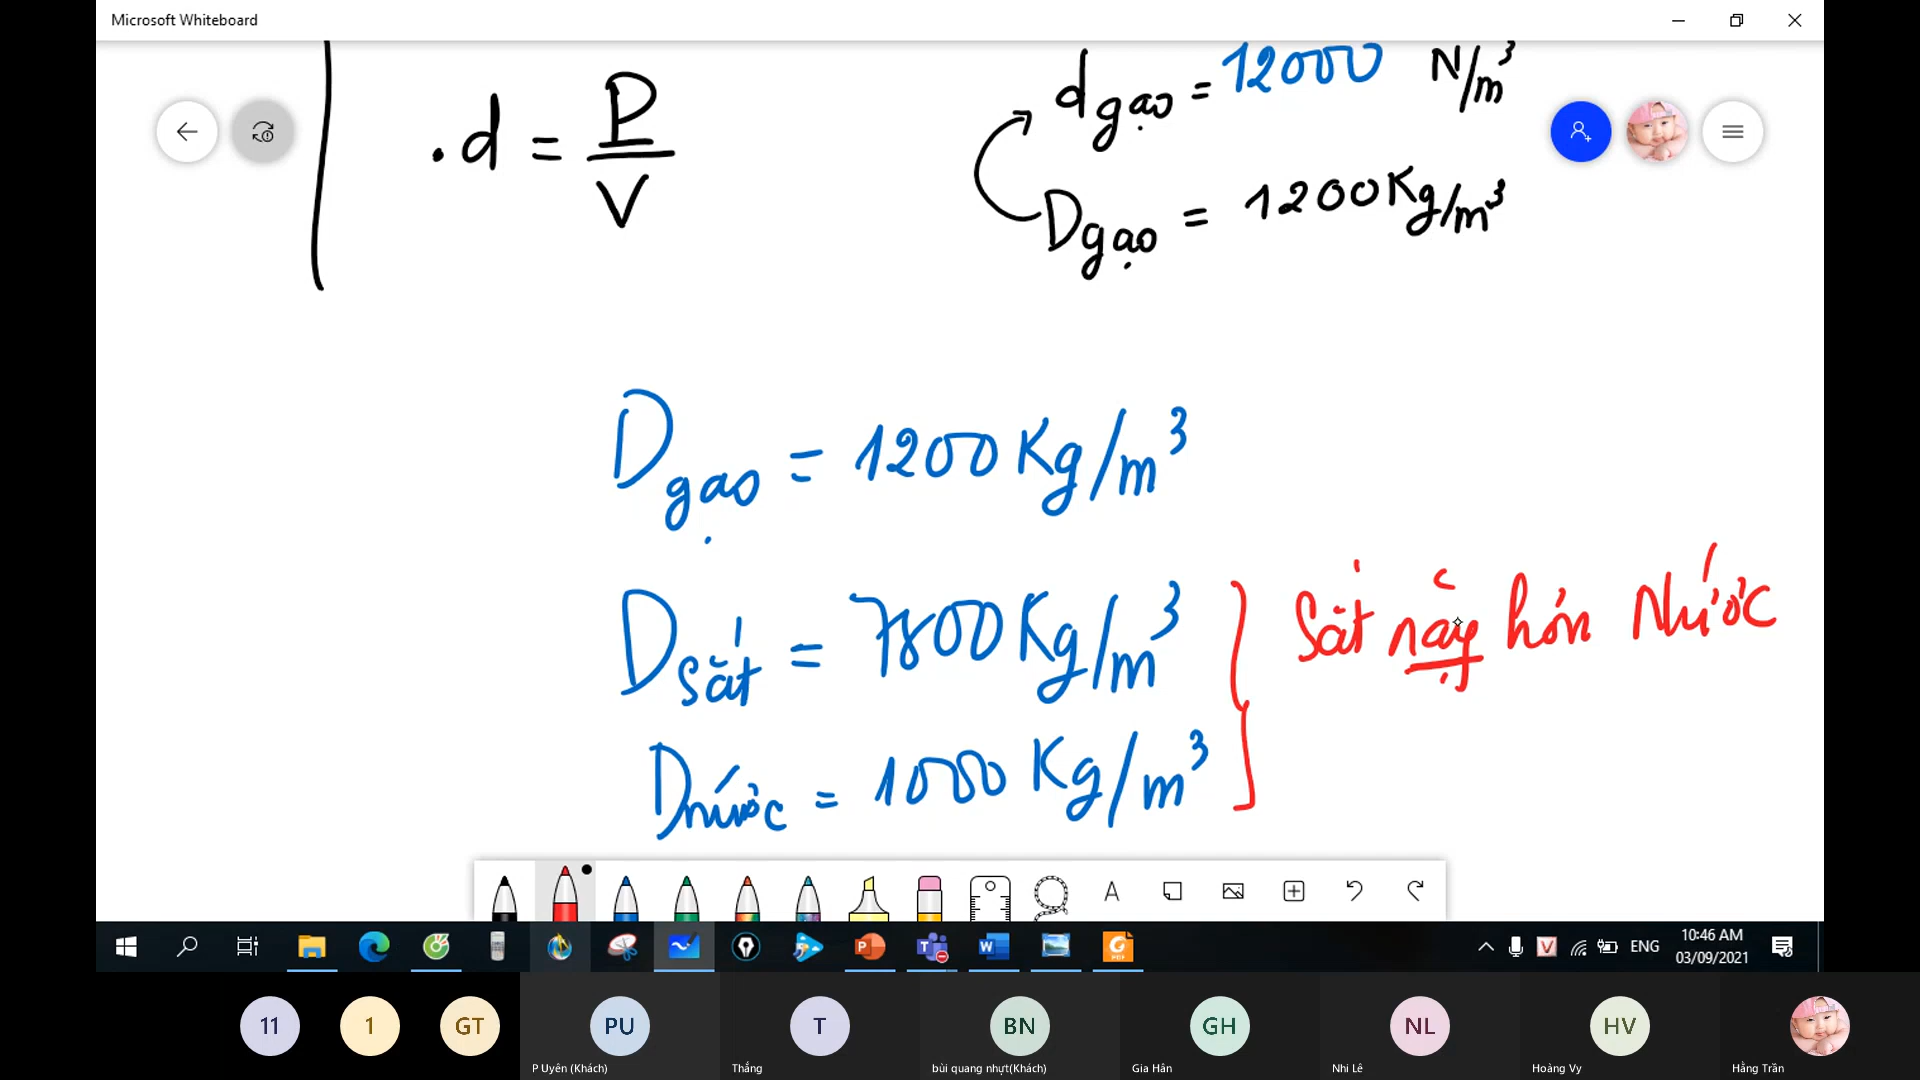 Microsoft Whiteboard
. d = P / V
d gạo = 12000 N/m³
D gạo = 1200 Kg/m³
D gạo = 1200 Kg/m³
D sắt = 7800 Kg/m³
D nước = 1000 Kg/m³
Sắt nặng hơn Nước
A
ENG
10:46 AM
03/09/2021
11
1
GT
PU
T
BN
GH
NL
HV
P Uyên (Khách)
Thắng
bùi quang nhựt(Khách)
Gia Hân
Nhi Lê
Hoàng Vy
Hằng Trần